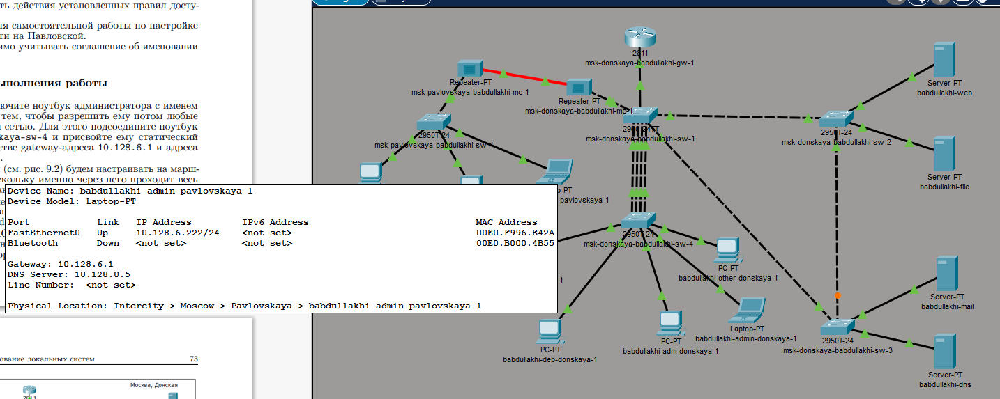 ть действия установленных правил досту-
ля самостоятельной работы по настройке
ти на Павловской.
имо учитывать соглашение об именовании
ыполнения работы
ючите ноутбук администратора с именем
тем, чтобы разрешить ему потом любые
сетью. Для этого подсоедините ноутбук
kaya-sw-4 и присвойте ему статический
стве gateway-адреса 10.128.6.1 и адреса
(см. рис. 9.2) будем настраивать на марш-
скольку именно через него проходит весь
Device Name: babdullakhi-admin-pavlovskaya-1
Device Model: Laptop-PT
Port Link IP Address IPv6 Address MAC Address
FastEthernet0 Up 10.128.6.222/24 <not set> 00E0.F996.E42A
Bluetooth Down <not set> <not set> 00E0.B000.4B55
Gateway: 10.128.6.1
DNS Server: 10.128.0.5
Line Number: <not set>
Physical Location: Intercity > Moscow > Pavlovskaya > babdullakhi-admin-pavlovskaya-1
ование локальных систем 73
Москва, Донская
2811
2811
msk-donskaya-babdullakhi-gw-1
Repeater-PT
msk-pavlovskaya-babdullakhi-mc-1
Repeater-PT
msk-donskaya-babdullakhi-mc-1
2950T-24
msk-pavlovskaya-babdullakhi-sw-1
msk-donskaya-babdullakhi-sw-1
2950T-24
msk-donskaya-babdullakhi-sw-2
Server-PT
babdullakhi-web
Server-PT
babdullakhi-file
p-PT
-pavlovskaya-1
2950T-24
msk-donskaya-babdullakhi-sw-4
-1
PC-PT
babdullakhi-other-donskaya-1
PC-PT
babdullakhi-dep-donskaya-1
PC-PT
babdullakhi-adm-donskaya-1
Laptop-PT
babdullakhi-admin-donskaya-1
2950T-24
msk-donskaya-babdullakhi-sw-3
Server-PT
babdullakhi-mail
Server-PT
babdullakhi-dns